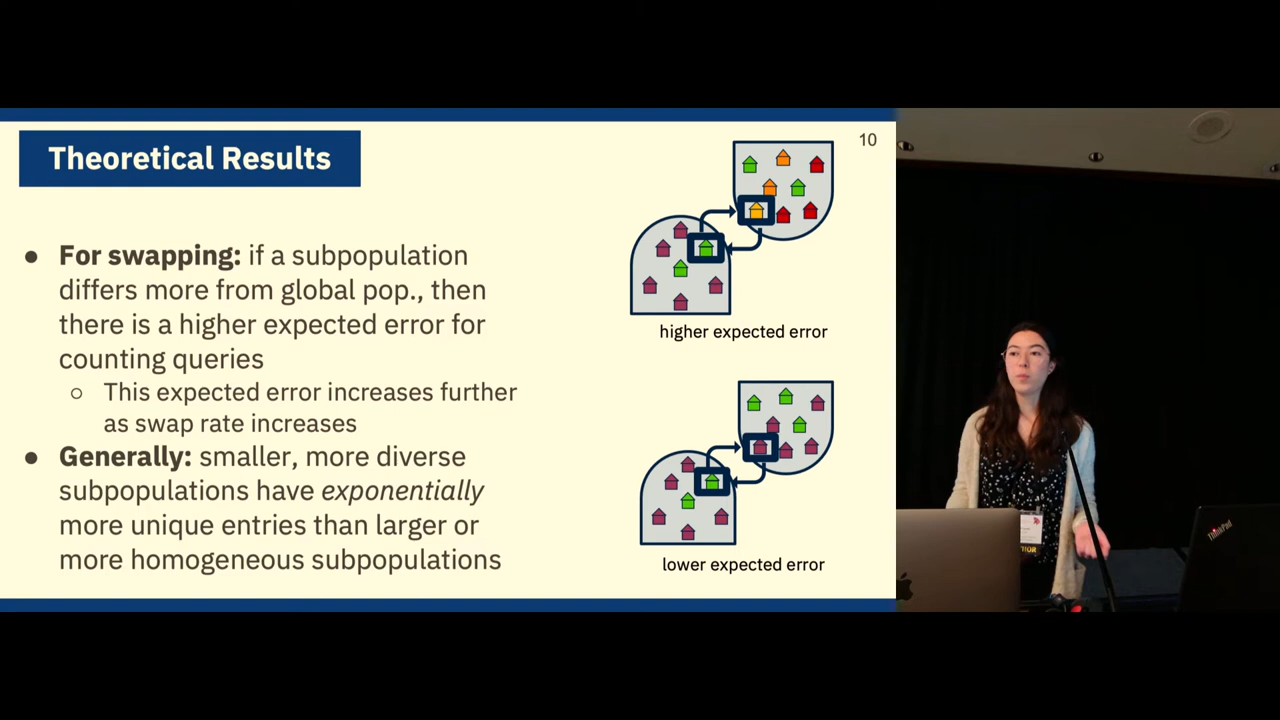 Theoretical Results
10
● For swapping: if a subpopulation
differs more from global pop., then
there is a higher expected error for
counting queries
○ This expected error increases further
as swap rate increases
● Generally: smaller, more diverse
subpopulations have exponentially
more unique entries than larger or
more homogeneous subpopulations
higher expected error
lower expected error
ThinkPad